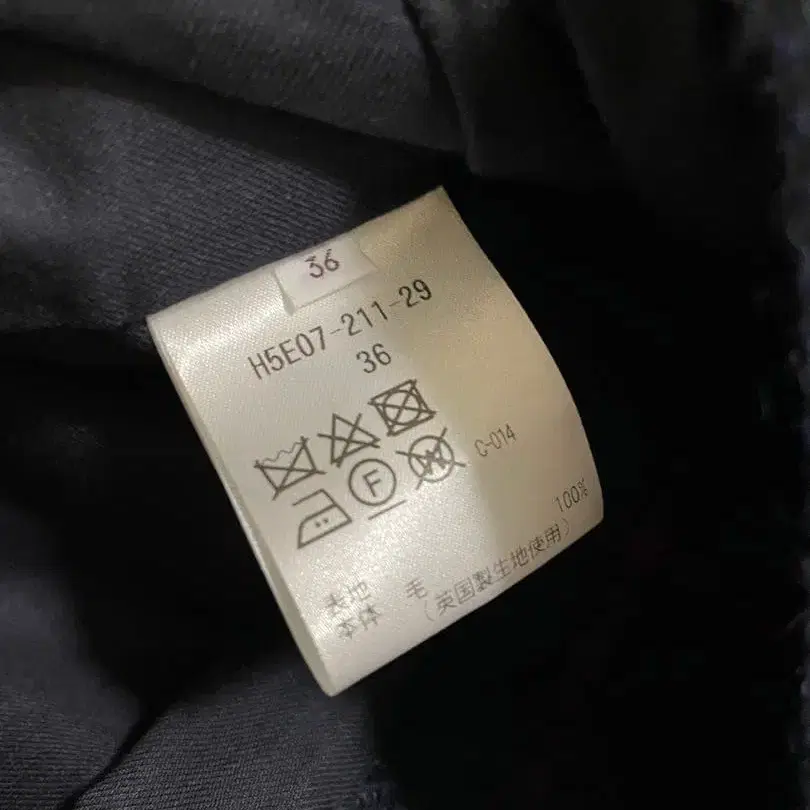 36
H5E07-211-29
36
C-014
F
W
100%
表地 毛
本体 (英国製生地使用)